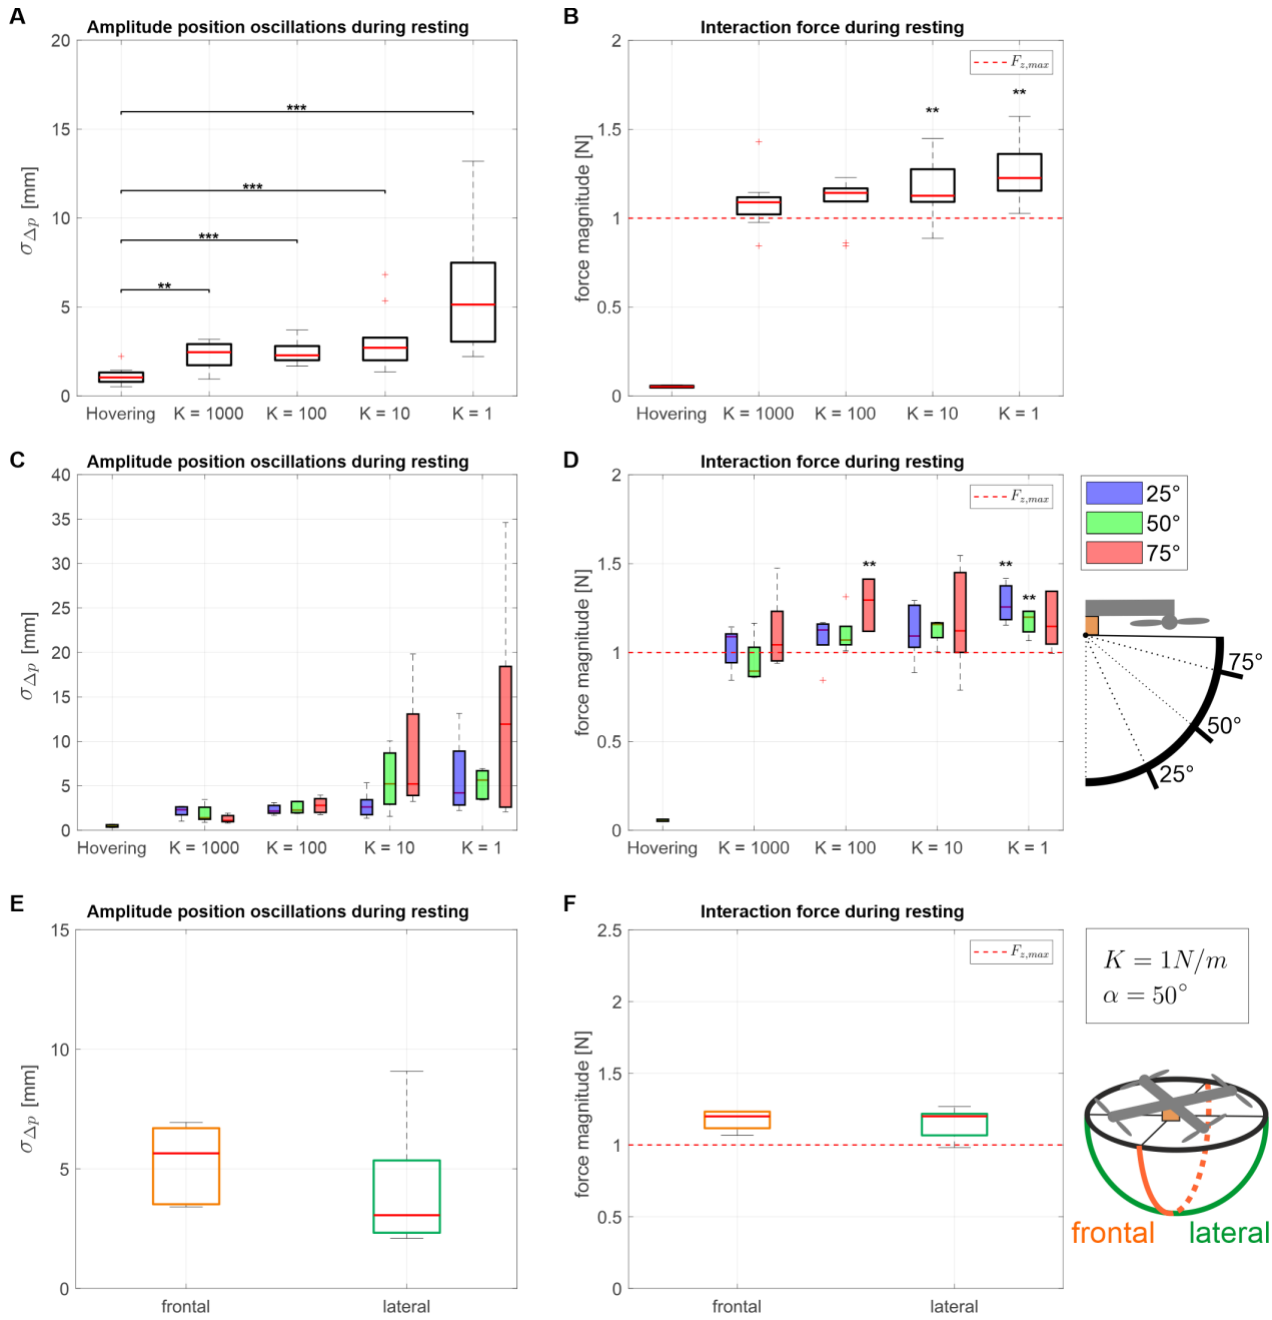 A
Amplitude position oscillations during resting
20
15
10
5
0
σΔp [mm]
***
***
***
**
Hovering
K = 1000
K = 100
K = 10
K = 1
B
Interaction force during resting
2
1.5
1
0.5
0
force magnitude [N]
Fz,max
**
**
Hovering
K = 1000
K = 100
K = 10
K = 1
C
Amplitude position oscillations during resting
40
35
30
25
20
15
10
5
0
σΔp [mm]
Hovering
K = 1000
K = 100
K = 10
K = 1
D
Interaction force during resting
2
1.5
1
0.5
0
force magnitude [N]
Fz,max
**
**
**
Hovering
K = 1000
K = 100
K = 10
K = 1
25°
50°
75°
75°
50°
25°
E
Amplitude position oscillations during resting
15
10
5
0
σΔp [mm]
frontal
lateral
F
Interaction force during resting
2.5
2
1.5
1
0.5
0
force magnitude [N]
Fz,max
frontal
lateral
K = 1N/m
α = 50°
frontal
lateral